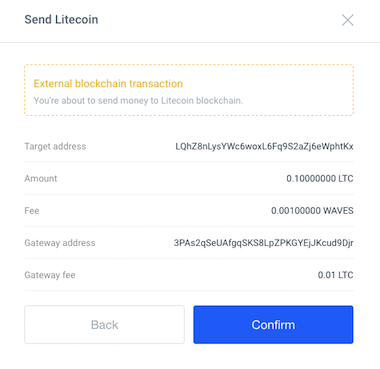 Send Litecoin
External blockchain transaction
You're about to send money to Litecoin blockchain.
Target address LQhZ8nLysYWc6woxL6Fq9S2aZj6eWphtKx
Amount 0.10000000 LTC
Fee 0.00100000 WAVES
Gateway address 3PAs2qSeUAfgqSKS8LpZPKGYEjJKcud9Djr
Gateway fee 0.01 LTC
Back Confirm